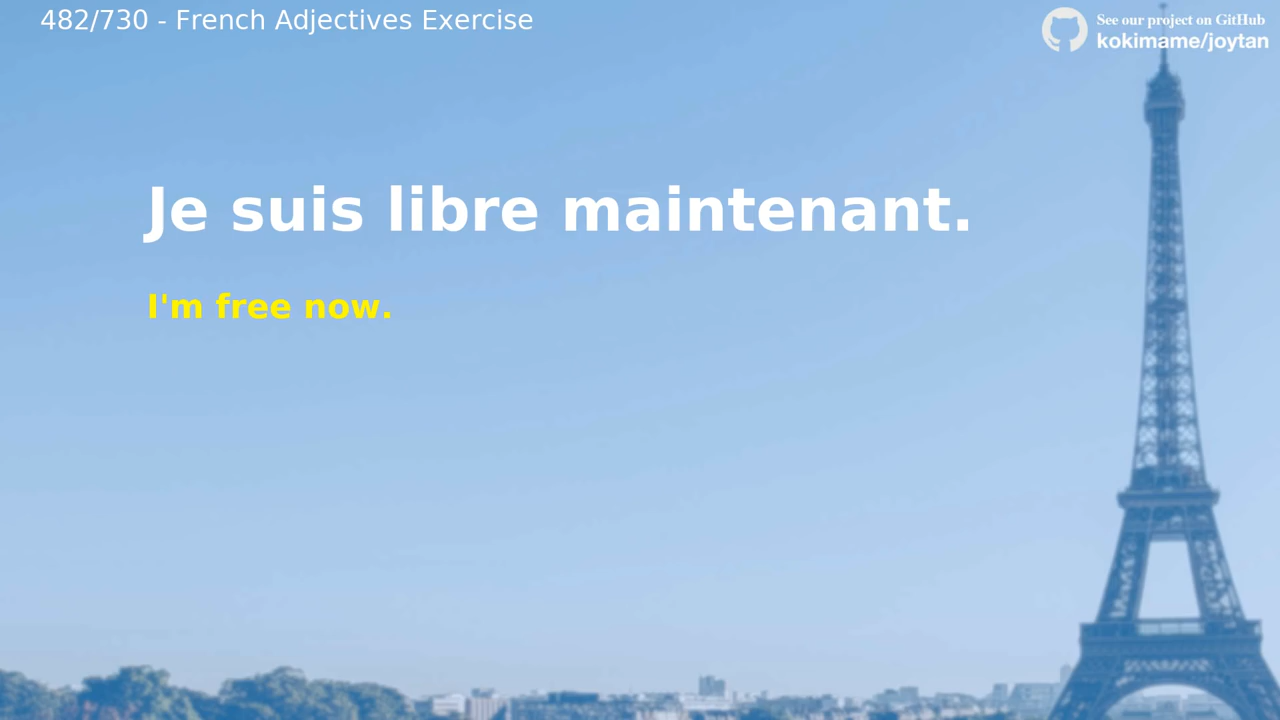 482/730 - French Adjectives Exercise
See our project on GitHub
kokimame/joytan
Je suis libre maintenant.
I'm free now.